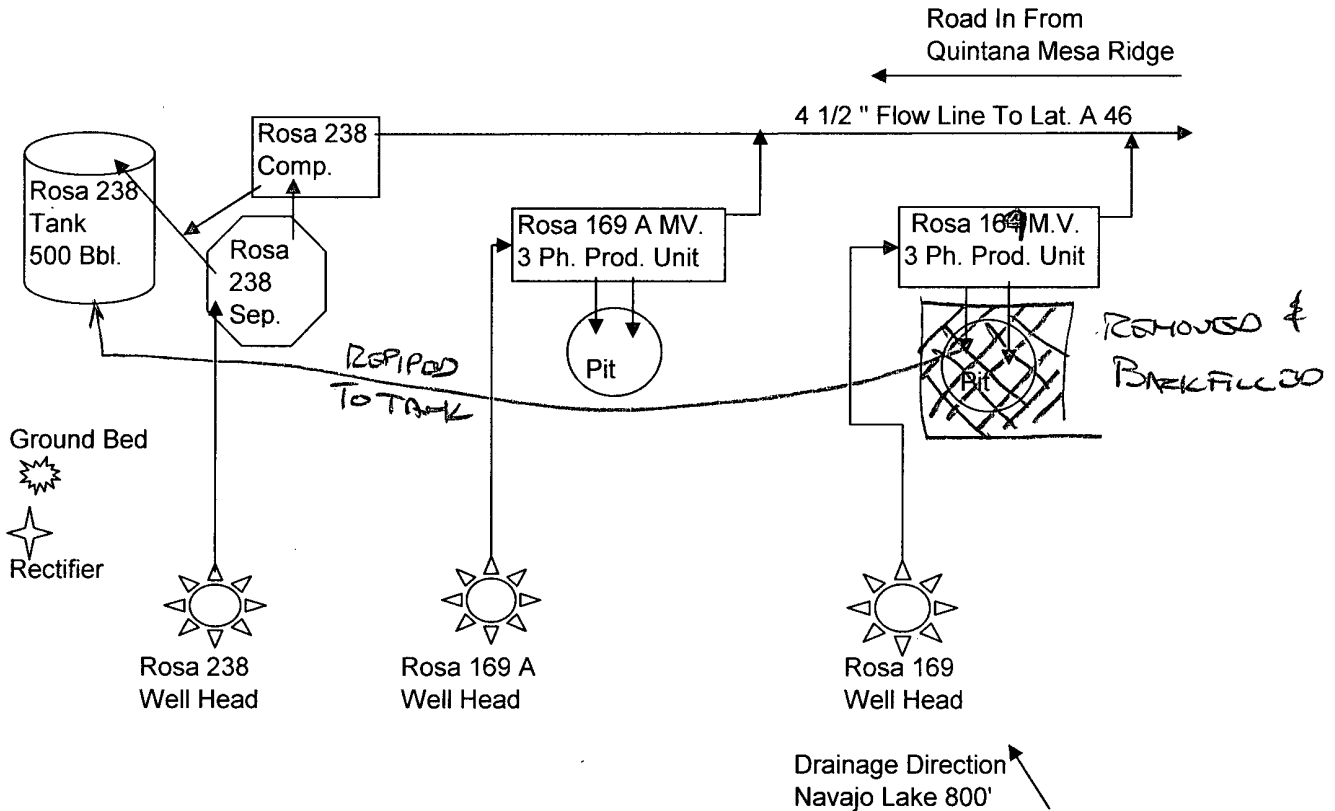 Road In From
Quintana Mesa Ridge
4 1/2 " Flow Line To Lat. A 46
Rosa 238
Comp.
Rosa 238
Tank
500 Bbl.
Rosa
238
Sep.
Rosa 169 A MV.
3 Ph. Prod. Unit
Rosa 169 M.V.
3 Ph. Prod. Unit
Pit
Pit
REMOVED &
BACKFILLED
REPIPED
TO TANK
Ground Bed
Rectifier
Rosa 238
Well Head
Rosa 169 A
Well Head
Rosa 169
Well Head
Drainage Direction
Navajo Lake 800'